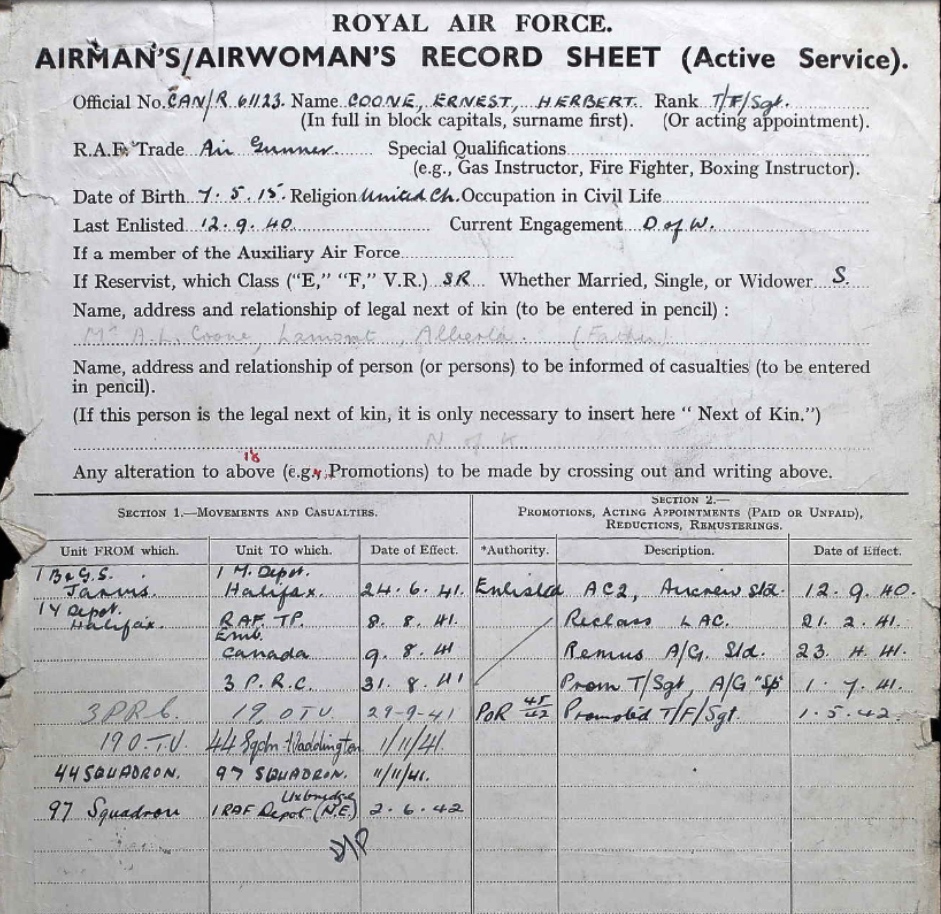 ROYAL AIR FORCE.
AIRMAN'S/AIRWOMAN'S RECORD SHEET (Active Service).
Official No. CAN/R 61123. Name COONE, ERNEST, HERBERT. Rank T/F/Sgt.
(In full in block capitals, surname first). (Or acting appointment).
R.A.F. Trade Air Gunner Special Qualifications
(e.g., Gas Instructor, Fire Fighter, Boxing Instructor).
Date of Birth 7.5.15. Religion United Ch. Occupation in Civil Life
Last Enlisted 12.9.40. Current Engagement D of W.
If a member of the Auxiliary Air Force
If Reservist, which Class ("E," "F," V.R.) SR Whether Married, Single, or Widower S.
Name, address and relationship of legal next of kin (to be entered in pencil) :
Mr A.L. Coone, Lamont, Alberta. (Father)
Name, address and relationship of person (or persons) to be informed of casualties (to be entered
in pencil).
(If this person is the legal next of kin, it is only necessary to insert here " Next of Kin.")
N of K
18
Any alteration to above (e.g., Promotions) to be made by crossing out and writing above.
SECTION 1.—MOVEMENTS AND CASUALTIES. SECTION 2.—
PROMOTIONS, ACTING APPOINTMENTS (PAID OR UNPAID),
REDUCTIONS, REMUSTERINGS.
Unit FROM which. Unit TO which. Date of Effect. *Authority. Description. Date of Effect.
1 B&G.S. 1 M. Depot.
Jarvis. Halifax. 24.6.41. Enlisted AC2, Aircrew Std. 12.9.40.
1 Y Depot.
Halifax. RAF TP. 8.8.41. Reclass LAC. 21.2.41.
Emb.
Canada 9.8.41 Remus A/G. Std. 23.4.41.
3 P.R.C. 31.8.41 Prom T/Sgt, A/G "Sp" 1.7.41.
3 PRC. 19. OTU. 29-9-41 PoR 45/42 Promoted T/F/Sgt. 1.5.42.
19 O.T.U. 44 Sqdn Waddington 1/11/41.
44 SQUADRON. 97 SQUADRON. 11/11/41.
Uxbridge
97 Squadron 1 RAF Depot (N.E.) 2.6.42
D/P